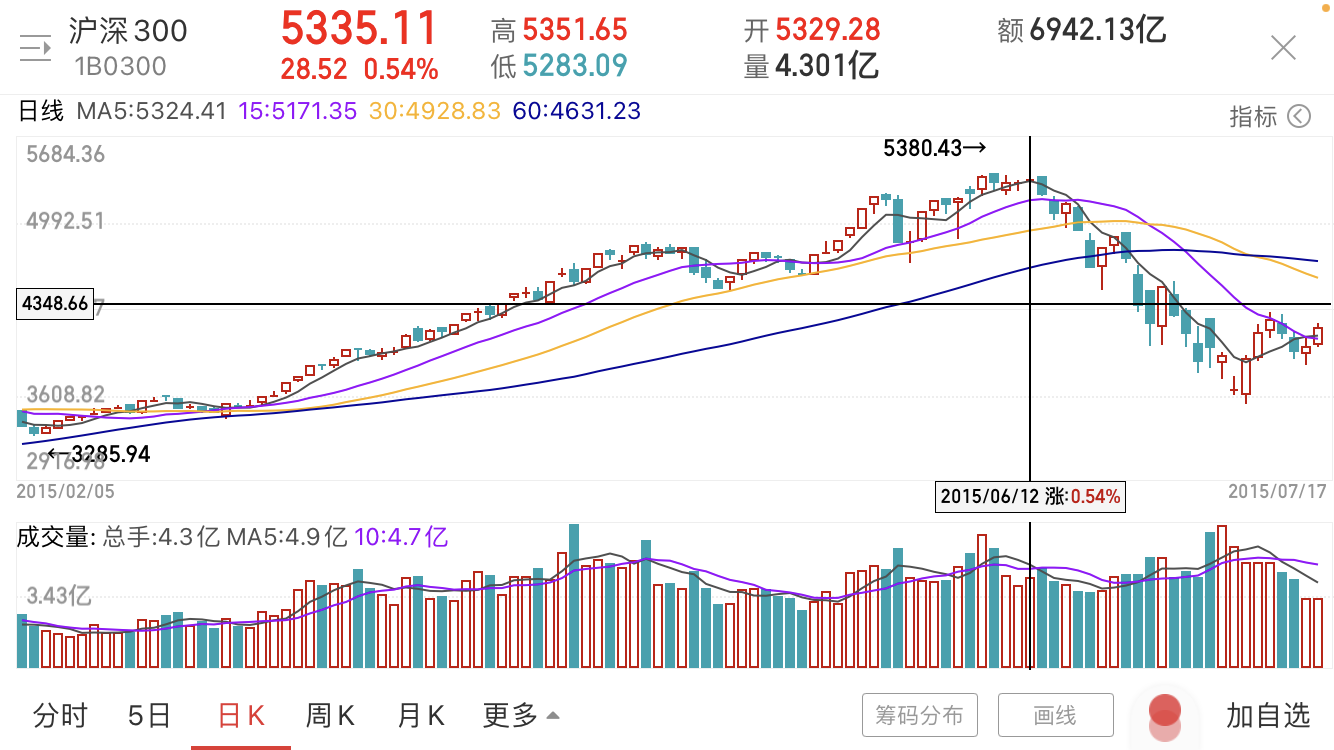 沪深300 5335.11 高 5351.65 开 5329.28 额 6942.13亿
1B0300 28.52 0.54% 低 5283.09 量 4.301亿
日线 MA5:5324.41 15:5171.35 30:4928.83 60:4631.23 指标
5684.36
5380.43→
4992.51
4348.66 7
3608.82
←3285.94
2916.98
2015/02/05 2015/06/12 涨:0.54% 2015/07/17
成交量: 总手:4.3亿 MA5:4.9亿 10:4.7亿
3.43亿
分时 5日 日K 周K 月K 更多 筹码分布 画线 加自选